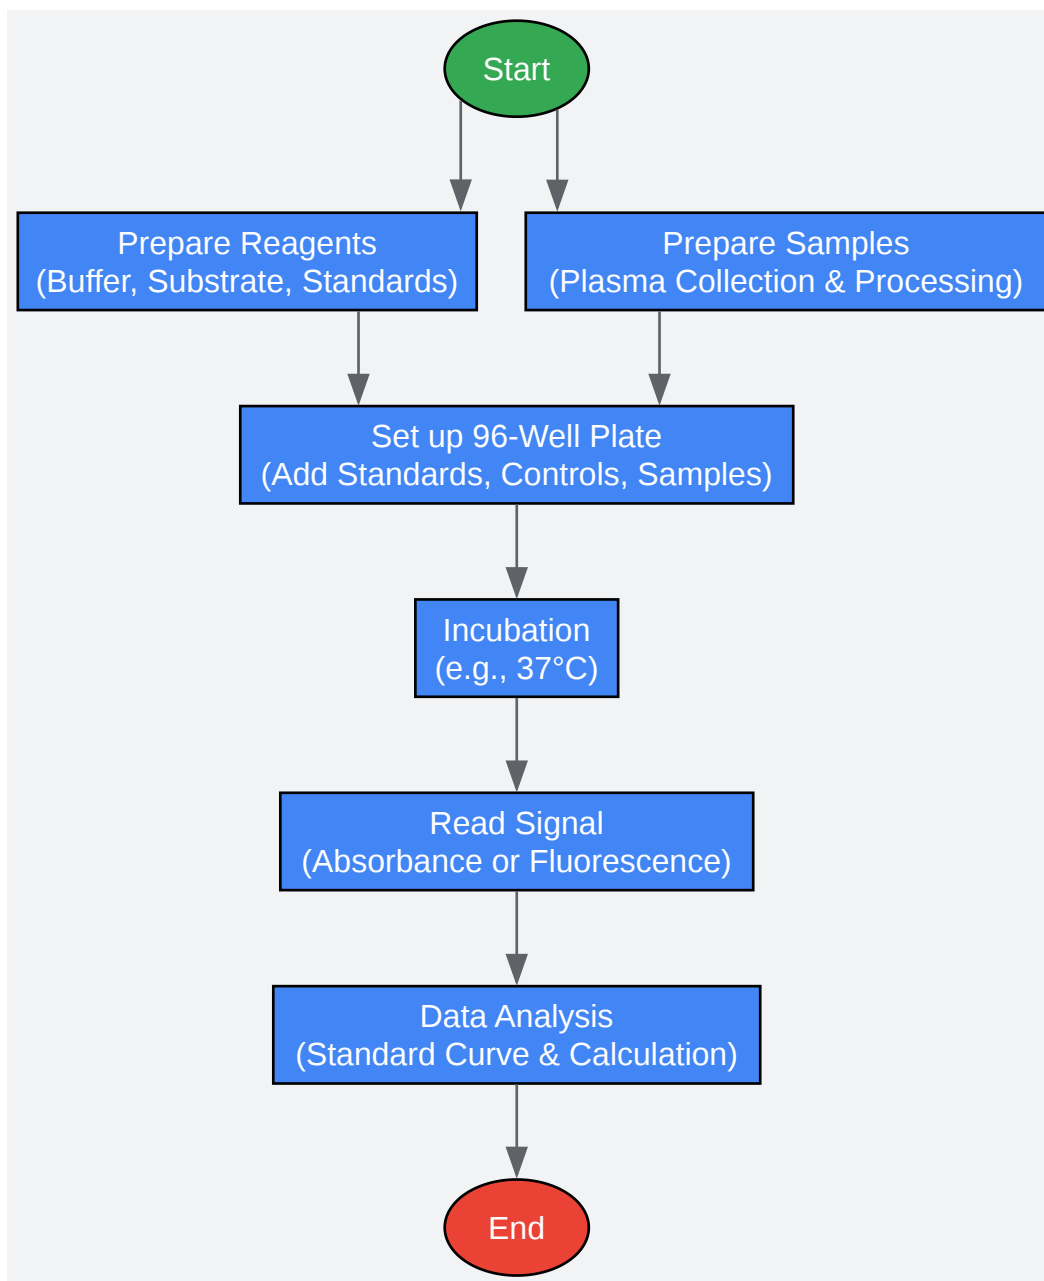 Start
Prepare Reagents
(Buffer, Substrate, Standards)
Prepare Samples
(Plasma Collection & Processing)
Set up 96-Well Plate
(Add Standards, Controls, Samples)
Incubation
(e.g., 37°C)
Read Signal
(Absorbance or Fluorescence)
Data Analysis
(Standard Curve & Calculation)
End